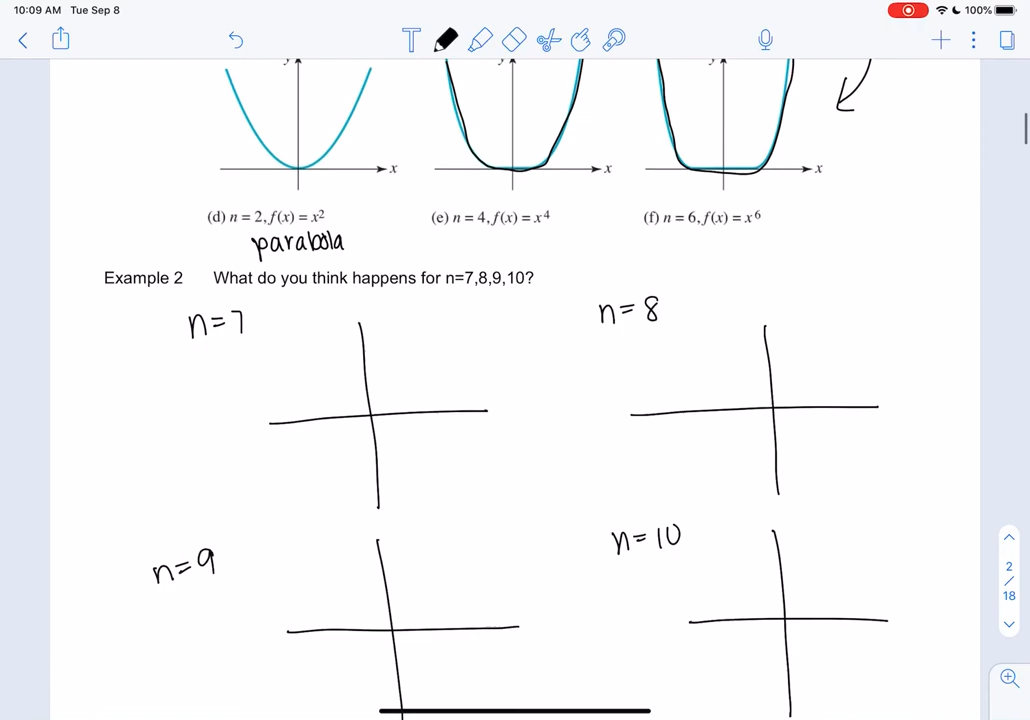 10:09 AM Tue Sep 8
100%
y
y
y
x
x
x
(d) n = 2, f(x) = x²
(e) n = 4, f(x) = x⁴
(f) n = 6, f(x) = x⁶
parabola
Example 2 What do you think happens for n=7,8,9,10?
n=7
n=8
n=9
n=10
2
/
18